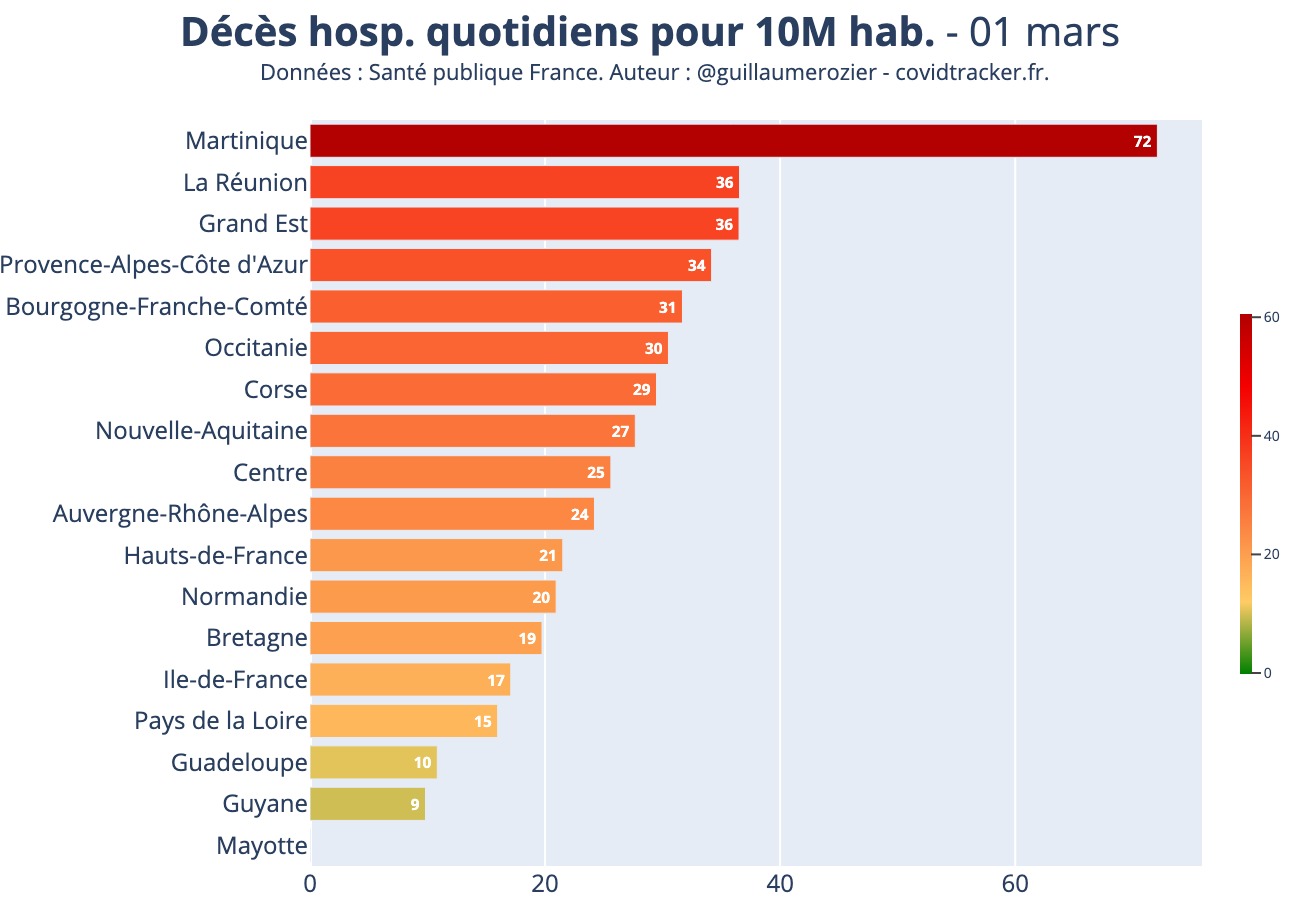 Décès hosp. quotidiens pour 10M hab. - 01 mars
Données : Santé publique France. Auteur : @guillaumerozier - covidtracker.fr.
Martinique 72
La Réunion 36
Grand Est 36
Provence-Alpes-Côte d'Azur 34
Bourgogne-Franche-Comté 31
Occitanie 30
Corse 29
Nouvelle-Aquitaine 27
Centre 25
Auvergne-Rhône-Alpes 24
Hauts-de-France 21
Normandie 20
Bretagne 19
Ile-de-France 17
Pays de la Loire 15
Guadeloupe 10
Guyane 9
Mayotte
0 20 40 60
60
40
20
0